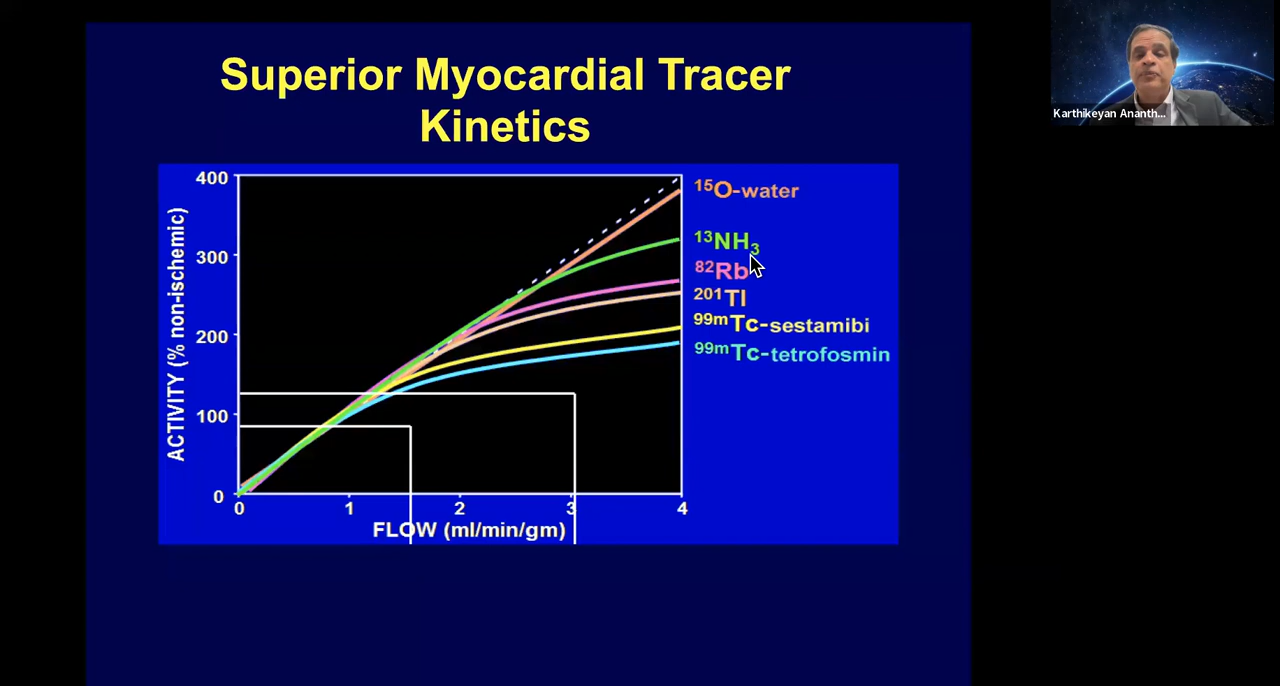 Superior Myocardial Tracer
Kinetics
Karthikeyan Ananth...
400
300
200
100
0
ACTIVITY (% non-ischemic)
0 1 2 3 4
FLOW (ml/min/gm)
¹⁵O-water
¹³NH₃
⁸²Rb
²⁰¹Tl
⁹⁹ᵐTc-sestamibi
⁹⁹ᵐTc-tetrofosmin